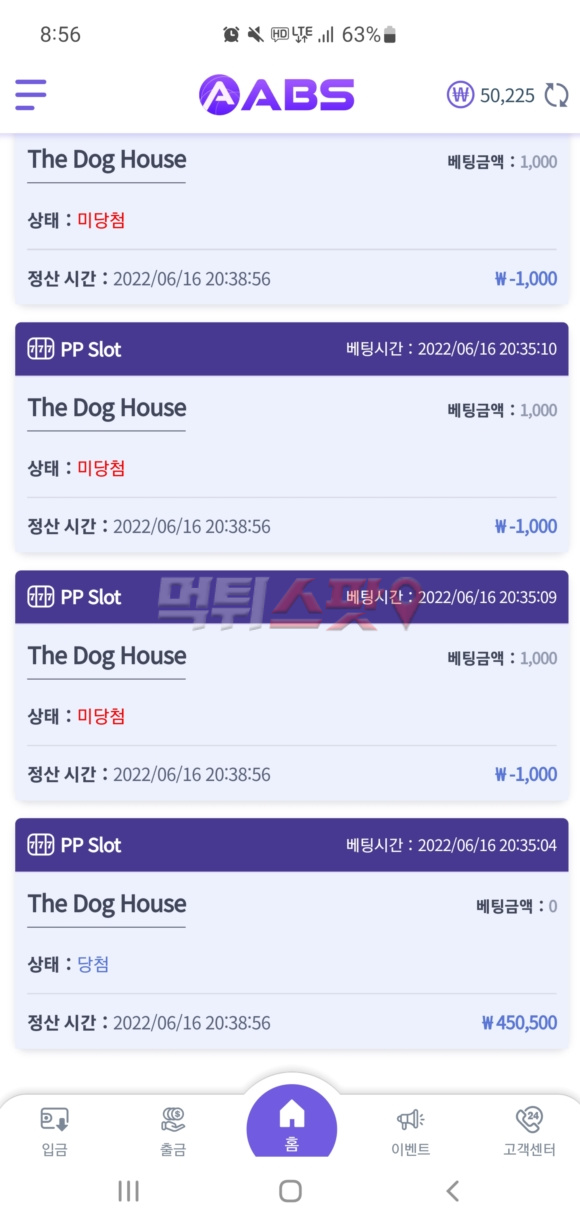 8:56 HD LTE 63%
ABS ₩ 50,225
The Dog House 베팅금액 : 1,000
상태 : 미당첨
정산 시간 : 2022/06/16 20:38:56 ₩-1,000
777 PP Slot 베팅시간 : 2022/06/16 20:35:10
The Dog House 베팅금액 : 1,000
상태 : 미당첨
정산 시간 : 2022/06/16 20:38:56 ₩-1,000
777 PP Slot 베팅시간 : 2022/06/16 20:35:09
먹튀스팟
The Dog House 베팅금액 : 1,000
상태 : 미당첨
정산 시간 : 2022/06/16 20:38:56 ₩-1,000
777 PP Slot 베팅시간 : 2022/06/16 20:35:04
The Dog House 베팅금액 : 0
상태 : 당첨
정산 시간 : 2022/06/16 20:38:56 ₩450,500
24
입금 출금 홈 이벤트 고객센터